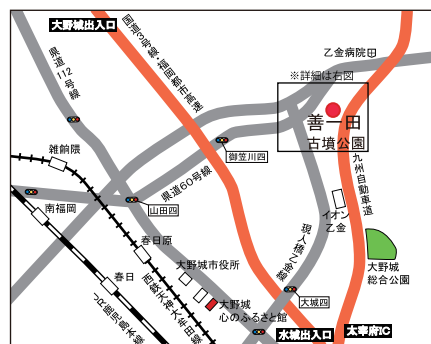 大野城出入口
国道3号線・福岡都市高速
県道112号線
乙金病院
※詳細は右図
善一田
古墳公園
九州自動車道
御笠川四
雑餉隈
県道60号線
山田四
イオン
乙金
南福岡
現人橋乙金線
春日原
大野城
総合公園
大野城市役所
春日
西鉄天神大牟田線
大野城
心のふるさと館
大城四
JR鹿児島本線
水城出入口
太宰府IC